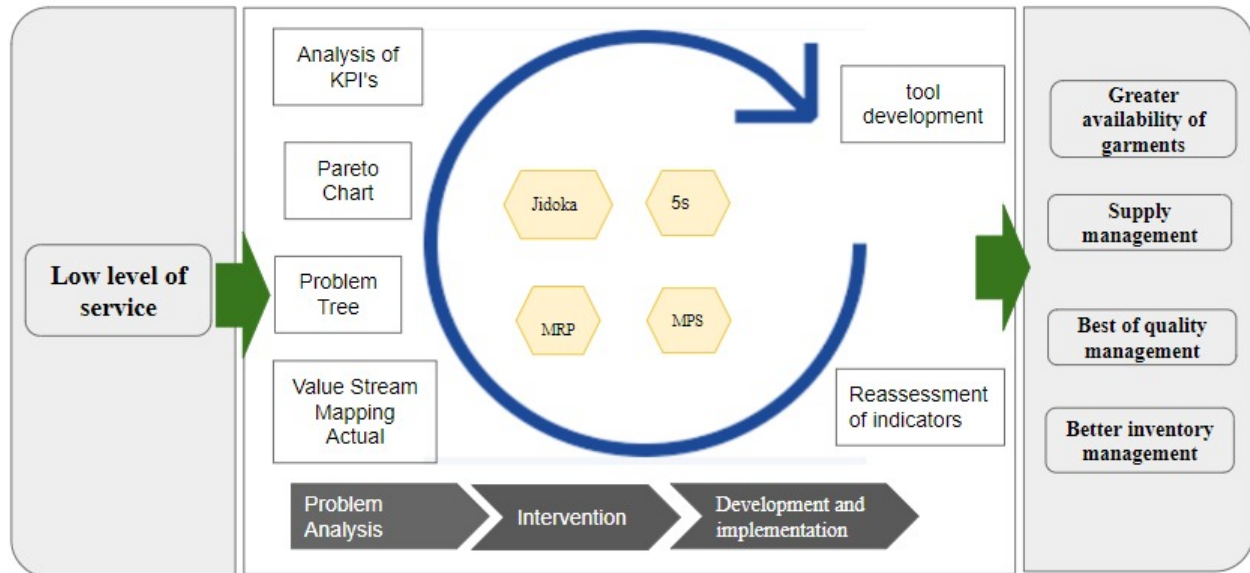 Low level of
service
Analysis of
KPI's
Pareto
Chart
Problem
Tree
Value Stream
Mapping
Actual
Jidoka
5s
MRP
MPS
tool
development
Reassessment
of indicators
Problem
Analysis
Intervention
Development and
implementation
Greater
availability of
garments
Supply
management
Best of quality
management
Better inventory
management